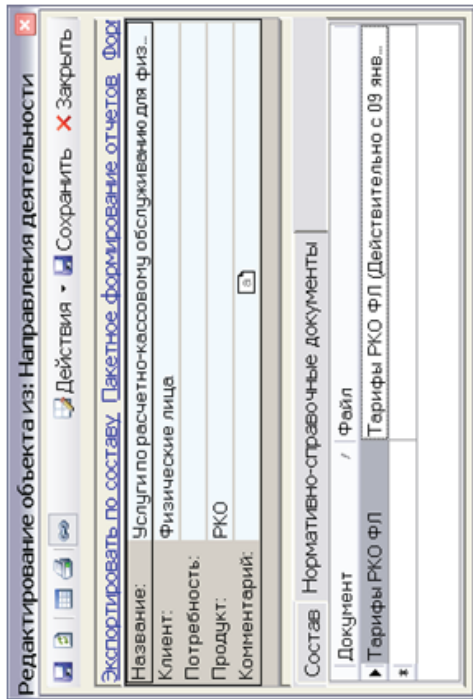 Редактирование объекта из: Направления деятельности
Действия Сохранить Закрыть
Экспортировать по составу Пакетное формирование отчетов Форг
Название: Услуги по расчетно-кассовому обслуживанию для физ...
Клиент: Физические лица
Потребность:
Продукт: РКО
Комментарий: a
Состав Нормативно-справочные документы
Документ / Файл
Тарифы РКО ФЛ Тарифы РКО ФЛ (Действительно с 09 янв...
*